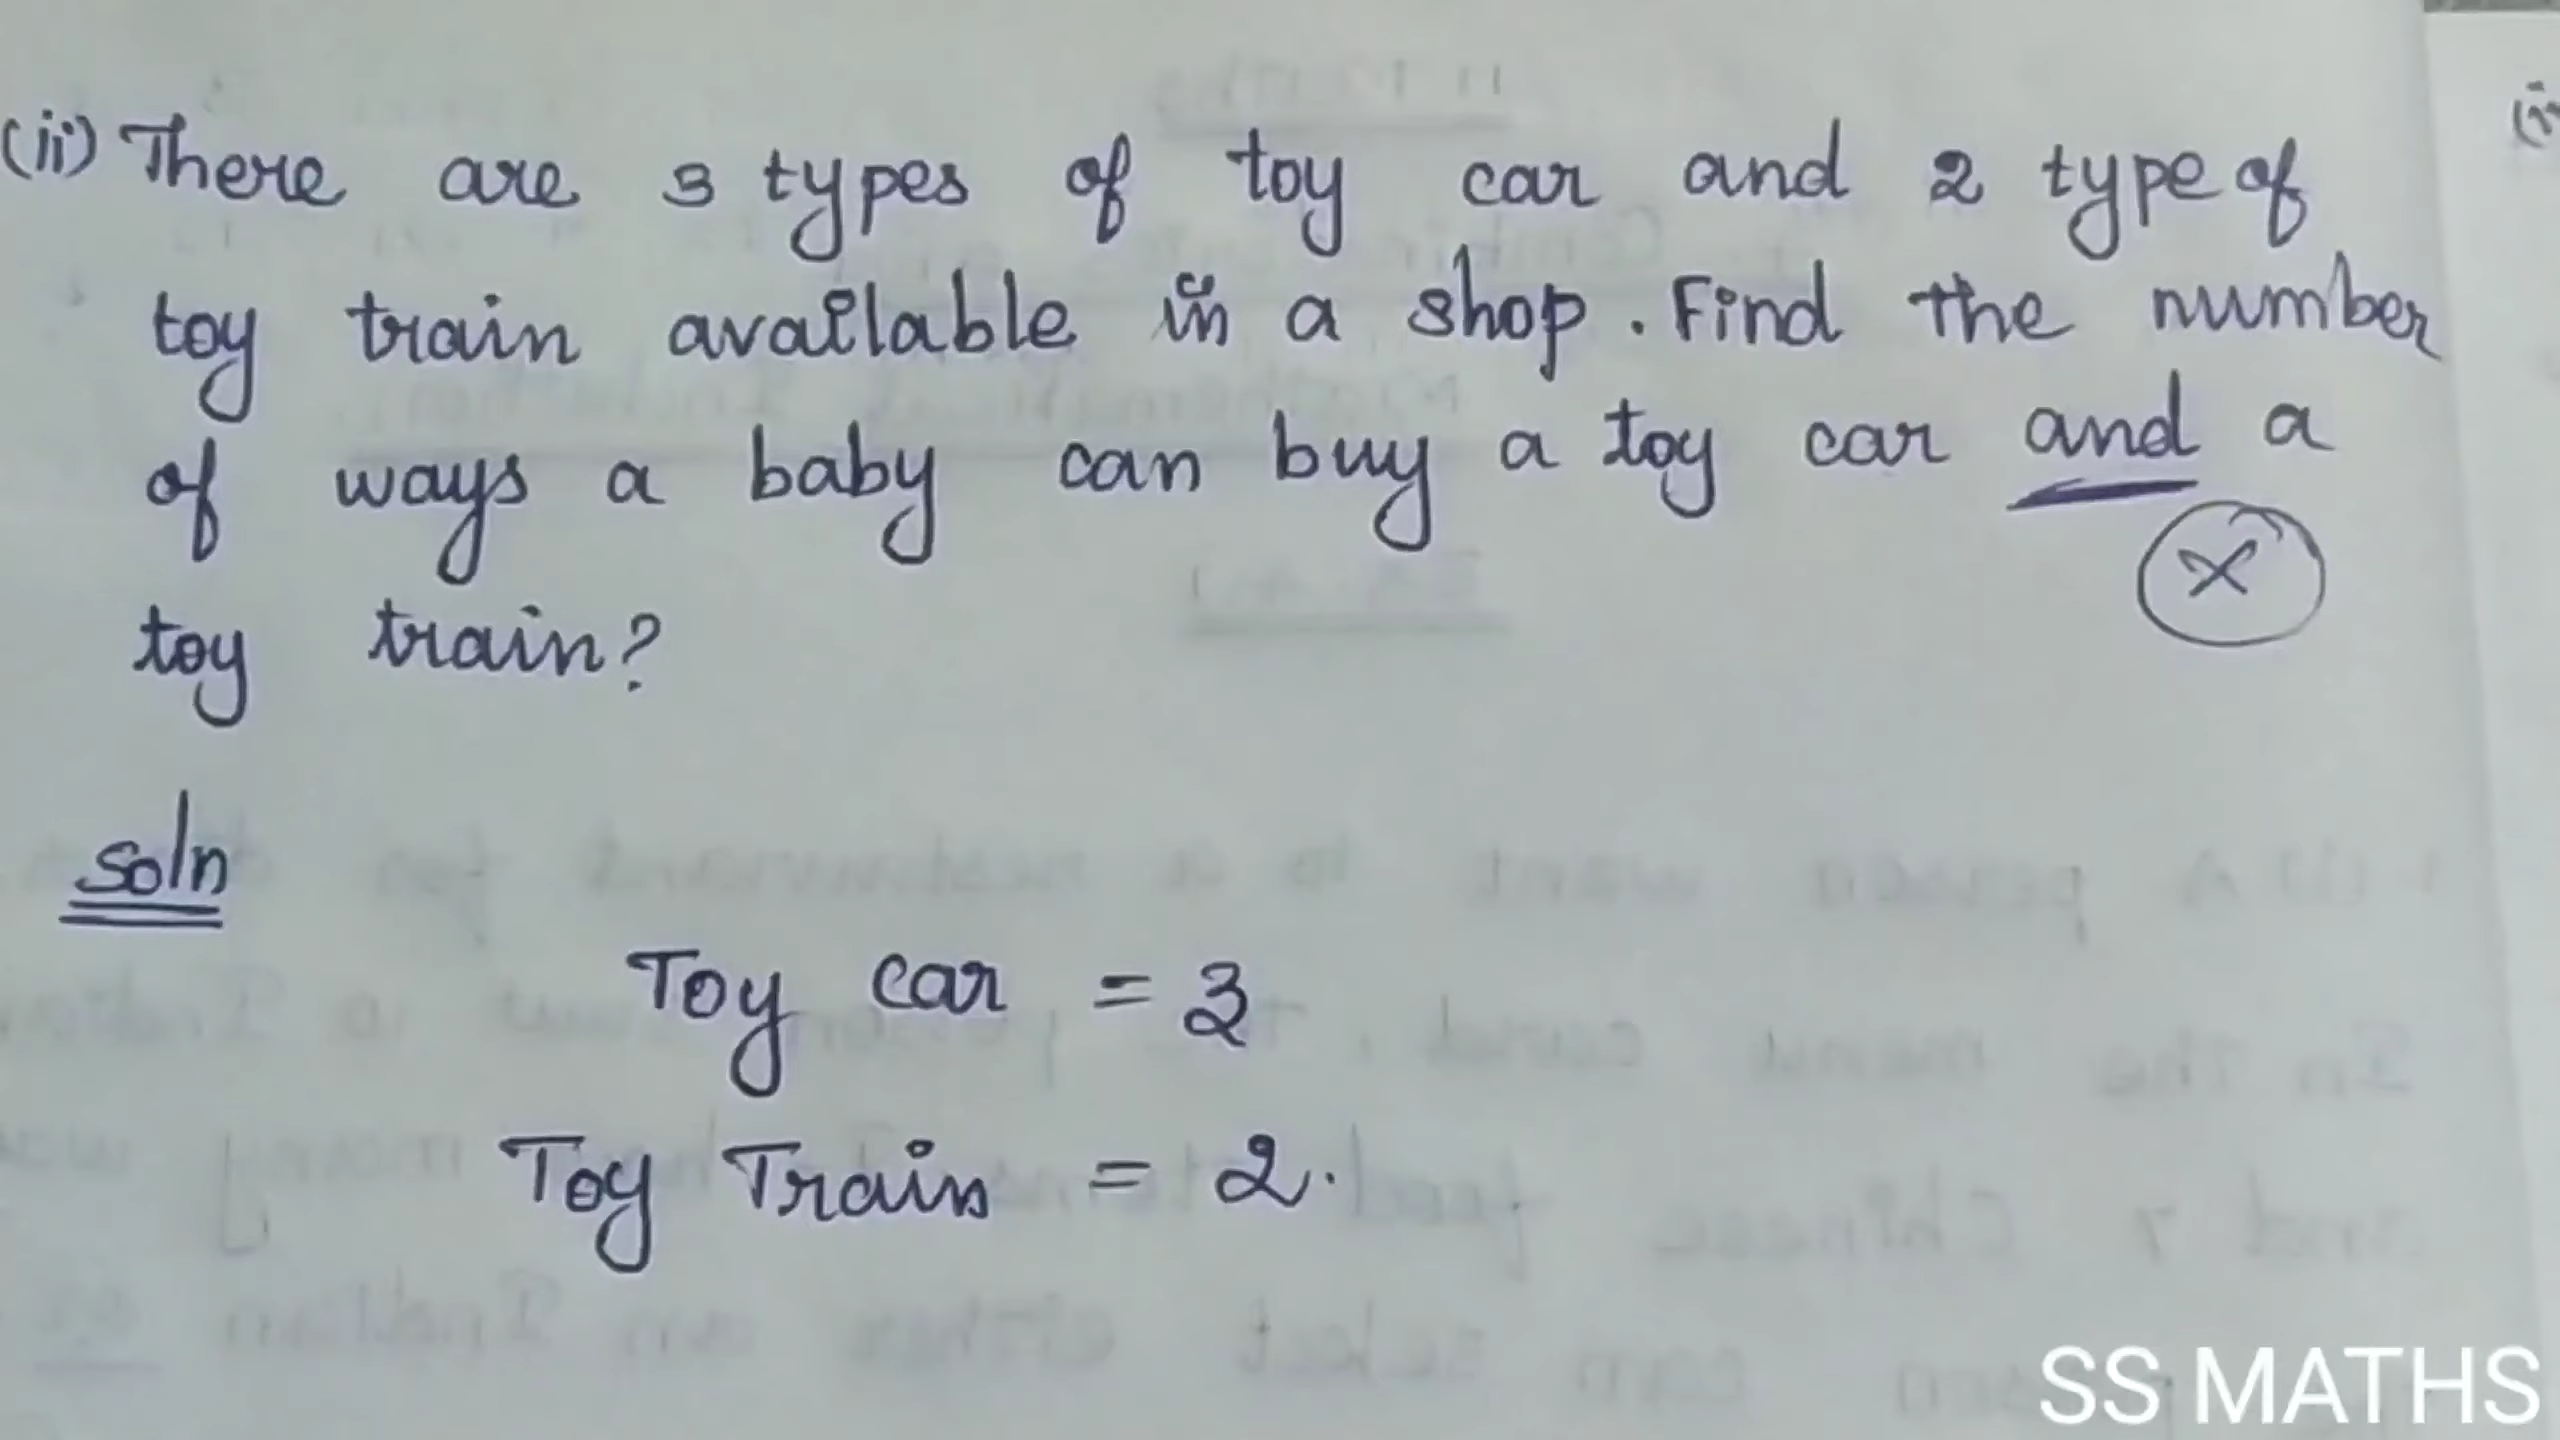 (ii) There are 3 types of toy car and 2 type of
toy train available in a shop. Find the number
of ways a baby can buy a toy car and a
×
toy train?
soln
Toy car = 3
Toy Train = 2.
SS MATHS